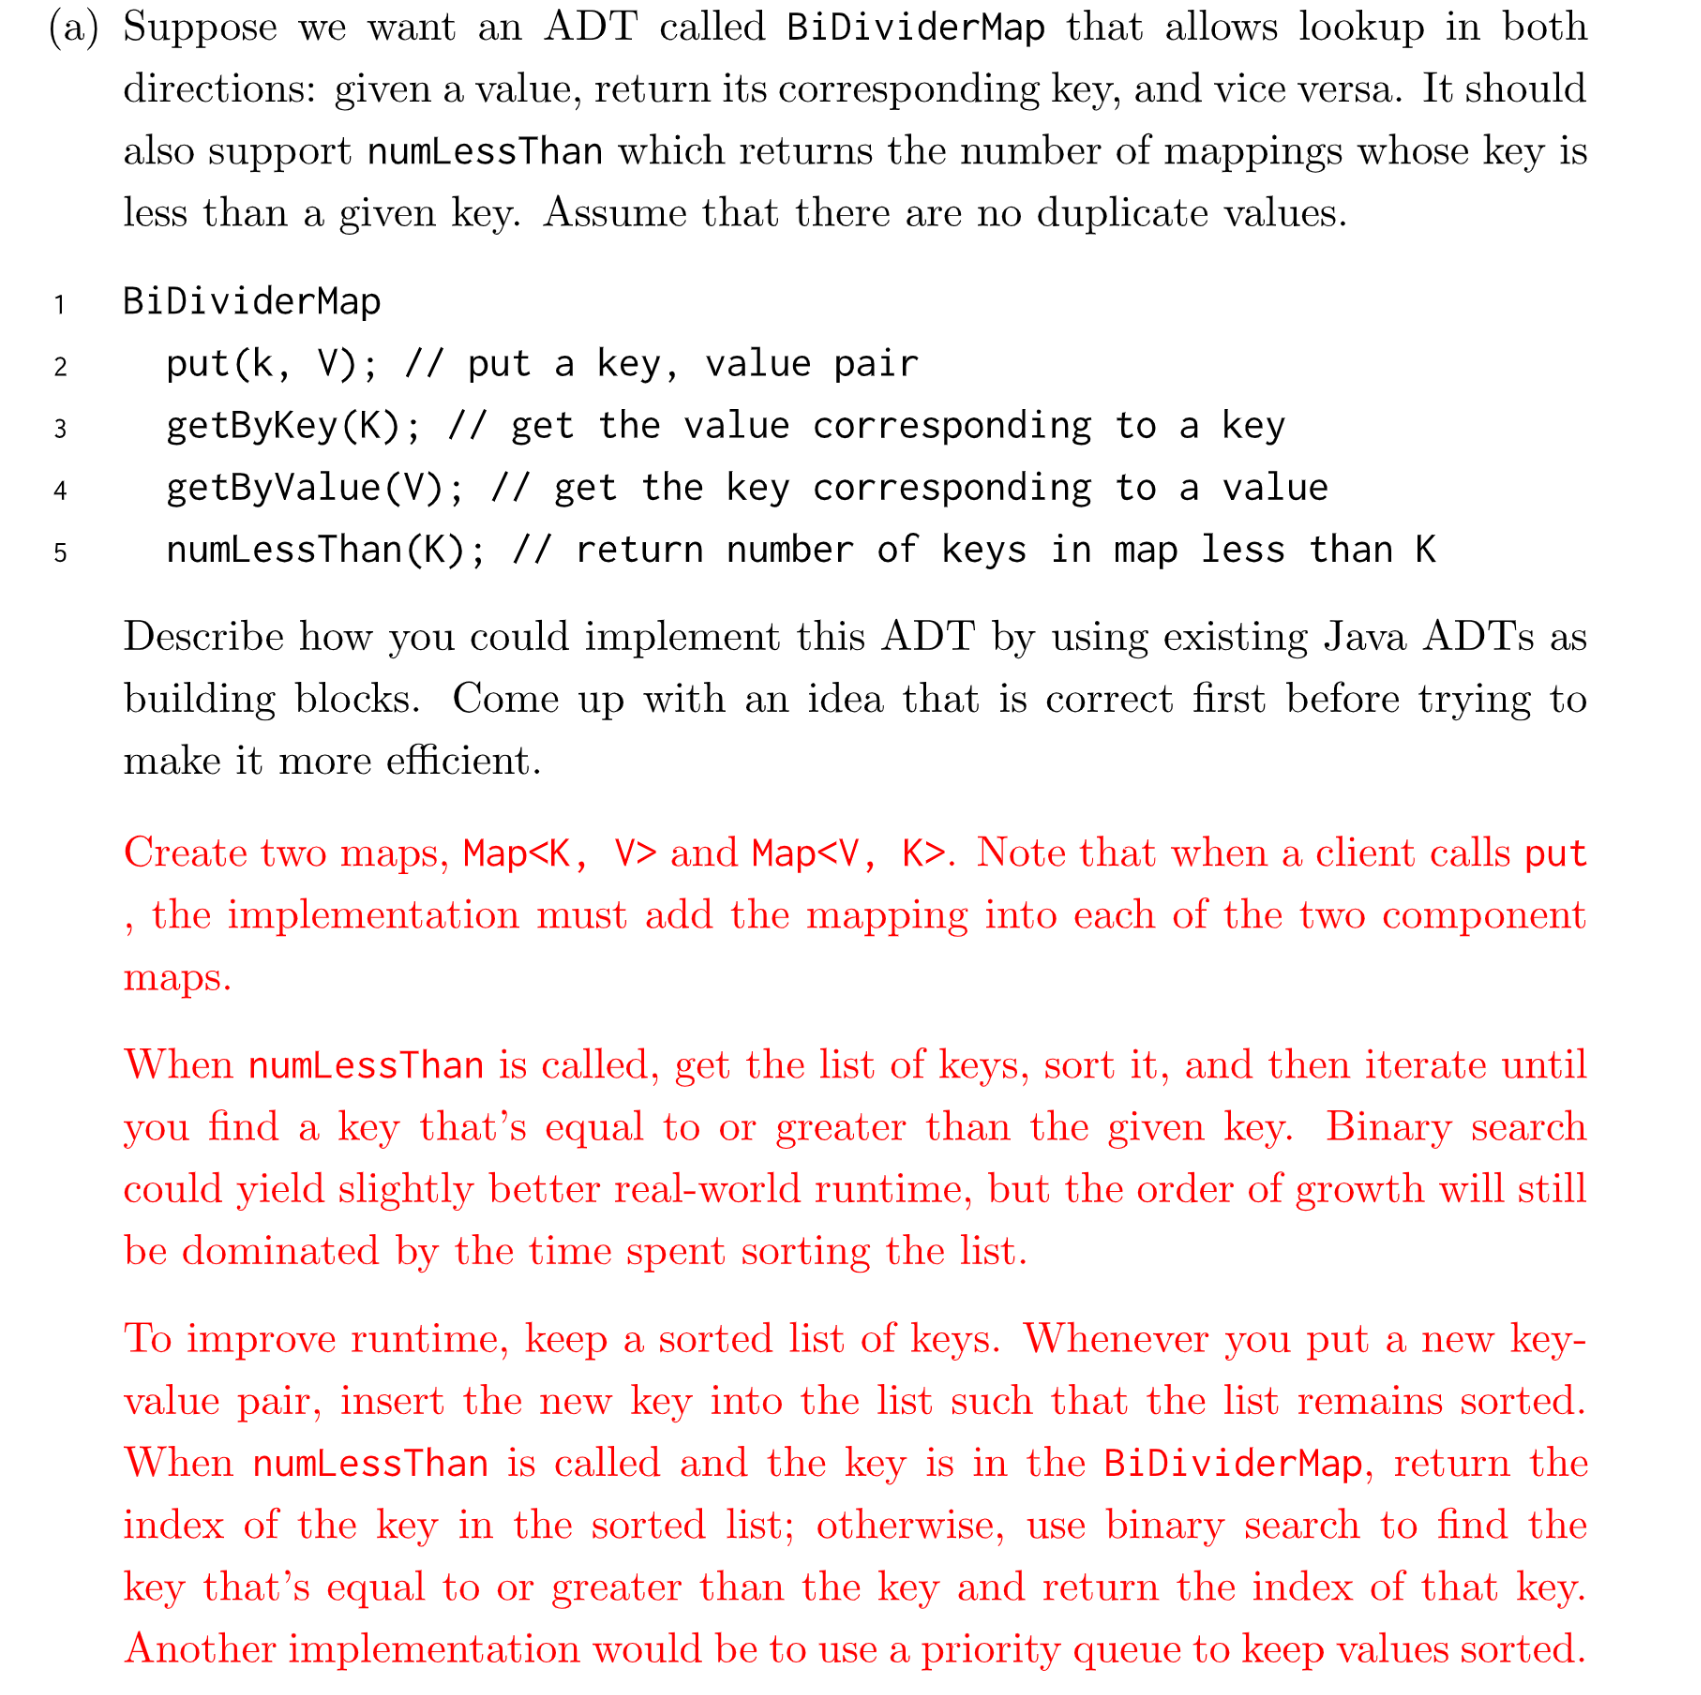 (a) Suppose we want an ADT called BiDividerMap that allows lookup in both
directions: given a value, return its corresponding key, and vice versa. It should
also support numLessThan which returns the number of mappings whose key is
less than a given key. Assume that there are no duplicate values.
1 BiDividerMap
2 put(k, V); // put a key, value pair
3 getByKey(K); // get the value corresponding to a key
4 getByValue(V); // get the key corresponding to a value
5 numLessThan(K); // return number of keys in map less than K
Describe how you could implement this ADT by using existing Java ADTs as
building blocks. Come up with an idea that is correct first before trying to
make it more efficient.
Create two maps, Map<K, V> and Map<V, K>. Note that when a client calls put
, the implementation must add the mapping into each of the two component
maps.
When numLessThan is called, get the list of keys, sort it, and then iterate until
you find a key that's equal to or greater than the given key. Binary search
could yield slightly better real-world runtime, but the order of growth will still
be dominated by the time spent sorting the list.
To improve runtime, keep a sorted list of keys. Whenever you put a new key-
value pair, insert the new key into the list such that the list remains sorted.
When numLessThan is called and the key is in the BiDividerMap, return the
index of the key in the sorted list; otherwise, use binary search to find the
key that's equal to or greater than the key and return the index of that key.
Another implementation would be to use a priority queue to keep values sorted.